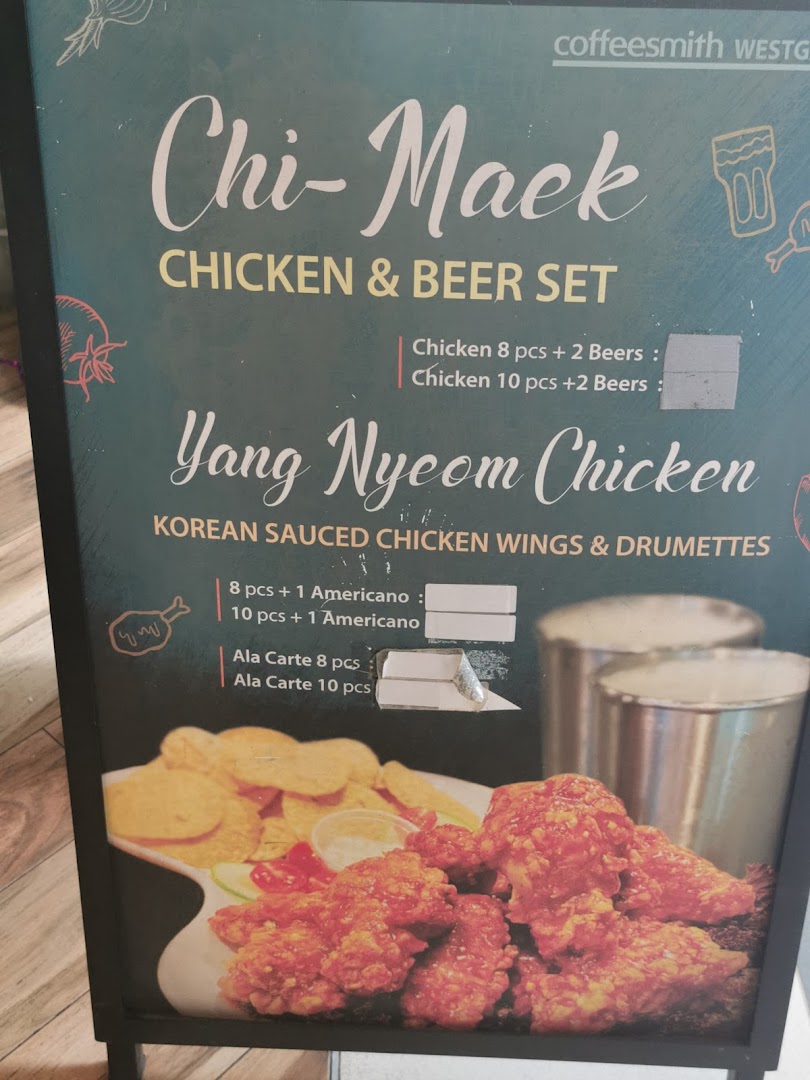 coffeesmith WESTG
Chi-Maek
CHICKEN & BEER SET
Chicken 8 pcs + 2 Beers :
Chicken 10 pcs +2 Beers :
Yang Nyeom Chicken
KOREAN SAUCED CHICKEN WINGS & DRUMETTES
8 pcs + 1 Americano :
10 pcs + 1 Americano
Ala Carte 8 pcs :
Ala Carte 10 pcs